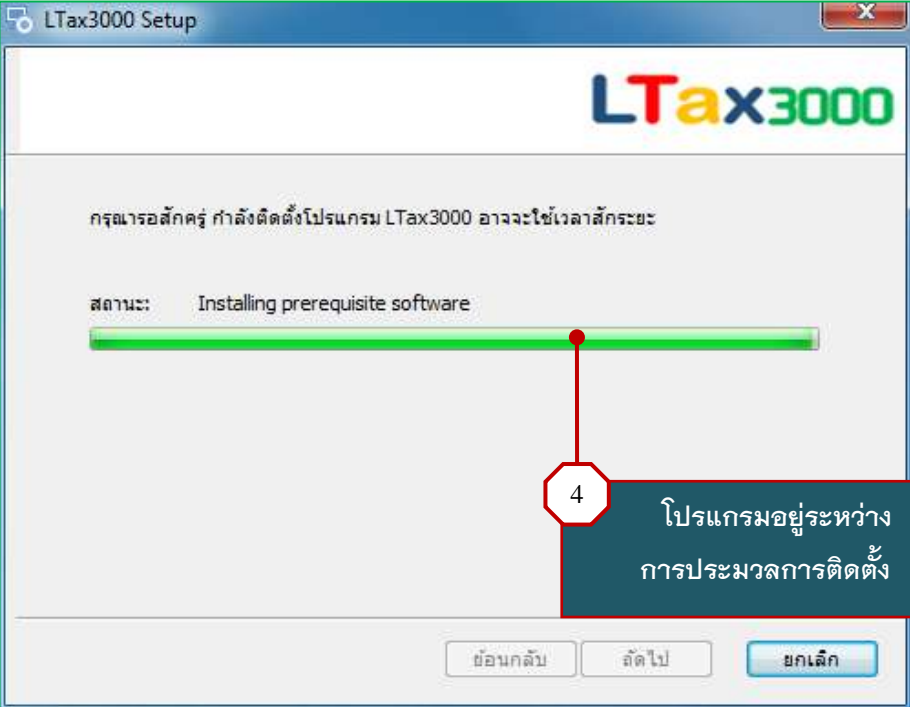 LTax3000 Setup
LTax3000
กรุณารอสักครู่ กำลังติดตั้งโปรแกรม LTax3000 อาจจะใช้เวลาสักระยะ
สถานะ: Installing prerequisite software
4
โปรแกรมอยู่ระหว่าง
การประมวลการติดตั้ง
ย้อนกลับ ถัดไป ยกเลิก